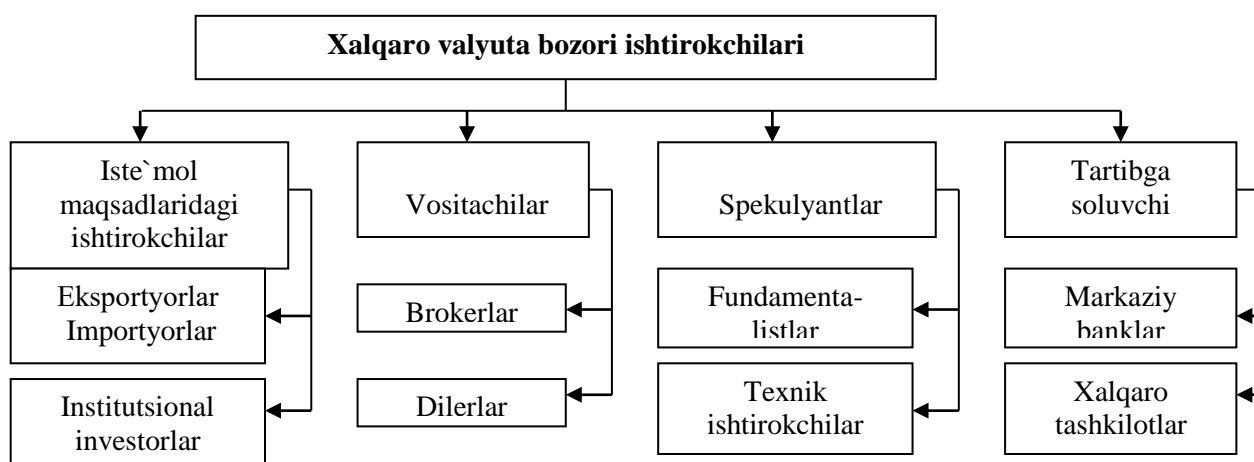 Xalqaro valyuta bozori ishtirokchilari
Iste`mol
maqsadlaridagi
ishtirokchilar
Vositachilar
Spekulyantlar
Tartibga
soluvchi
Eksportyorlar
Importyorlar
Brokerlar
Fundamenta-
listlar
Markaziy
banklar
Institutsional
investorlar
Dilerlar
Texnik
ishtirokchilar
Xalqaro
tashkilotlar